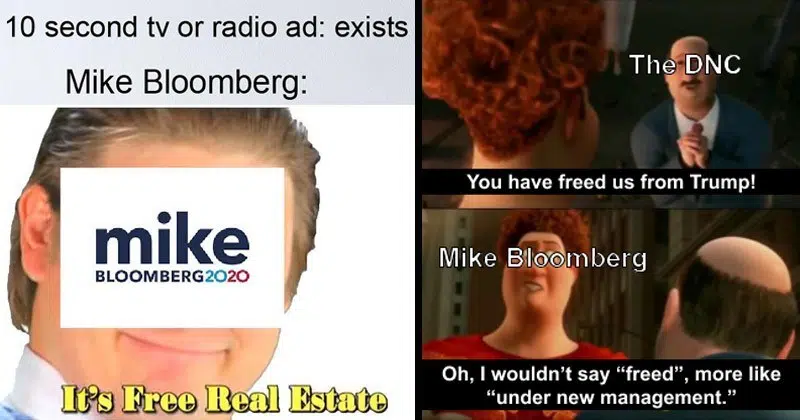 10 second tv or radio ad: exists
Mike Bloomberg:
mike
BLOOMBERG2020
It's Free Real Estate
The DNC
You have freed us from Trump!
Mike Bloomberg
Oh, I wouldn't say “freed”, more like
“under new management.”